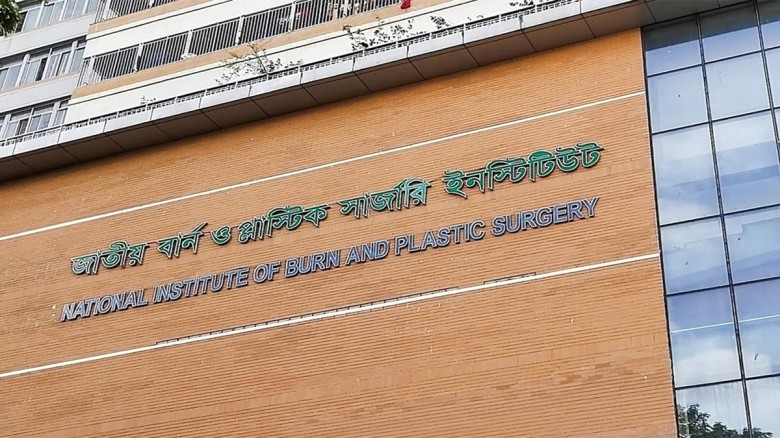 জাতীয় বার্ন ও প্লাস্টিক সার্জারি ইনস্টিটিউট
NATIONAL INSTITUTE OF BURN AND PLASTIC SURGERY